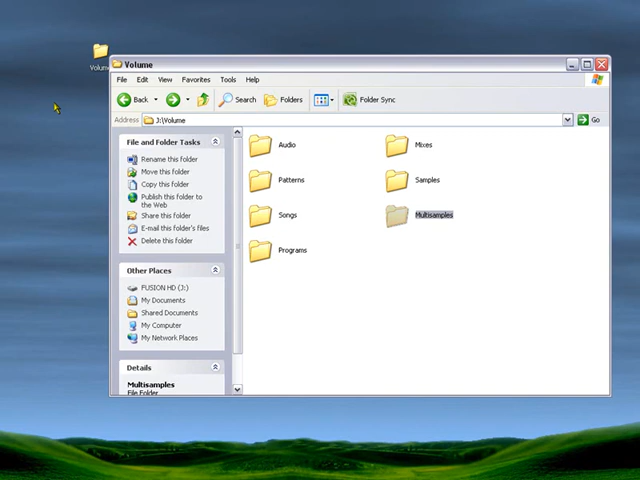 Volume
Volume
File Edit View Favorites Tools Help
Back Search Folders Folder Sync
Address J:\Volume Go
File and Folder Tasks
Rename this folder
Move this folder
Copy this folder
Publish this folder to
the Web
Share this folder
E-mail this folder's files
Delete this folder
Other Places
FUSION HD (J:)
My Documents
Shared Documents
My Computer
My Network Places
Details
Multisamples
File Folder
Audio Mixes
Patterns Samples
Songs Multisamples
Programs